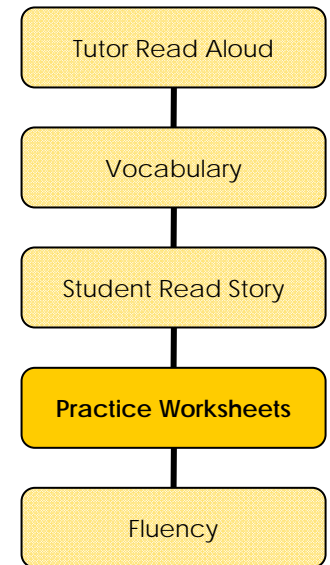 Tutor Read Aloud
Vocabulary
Student Read Story
Practice Worksheets
Fluency